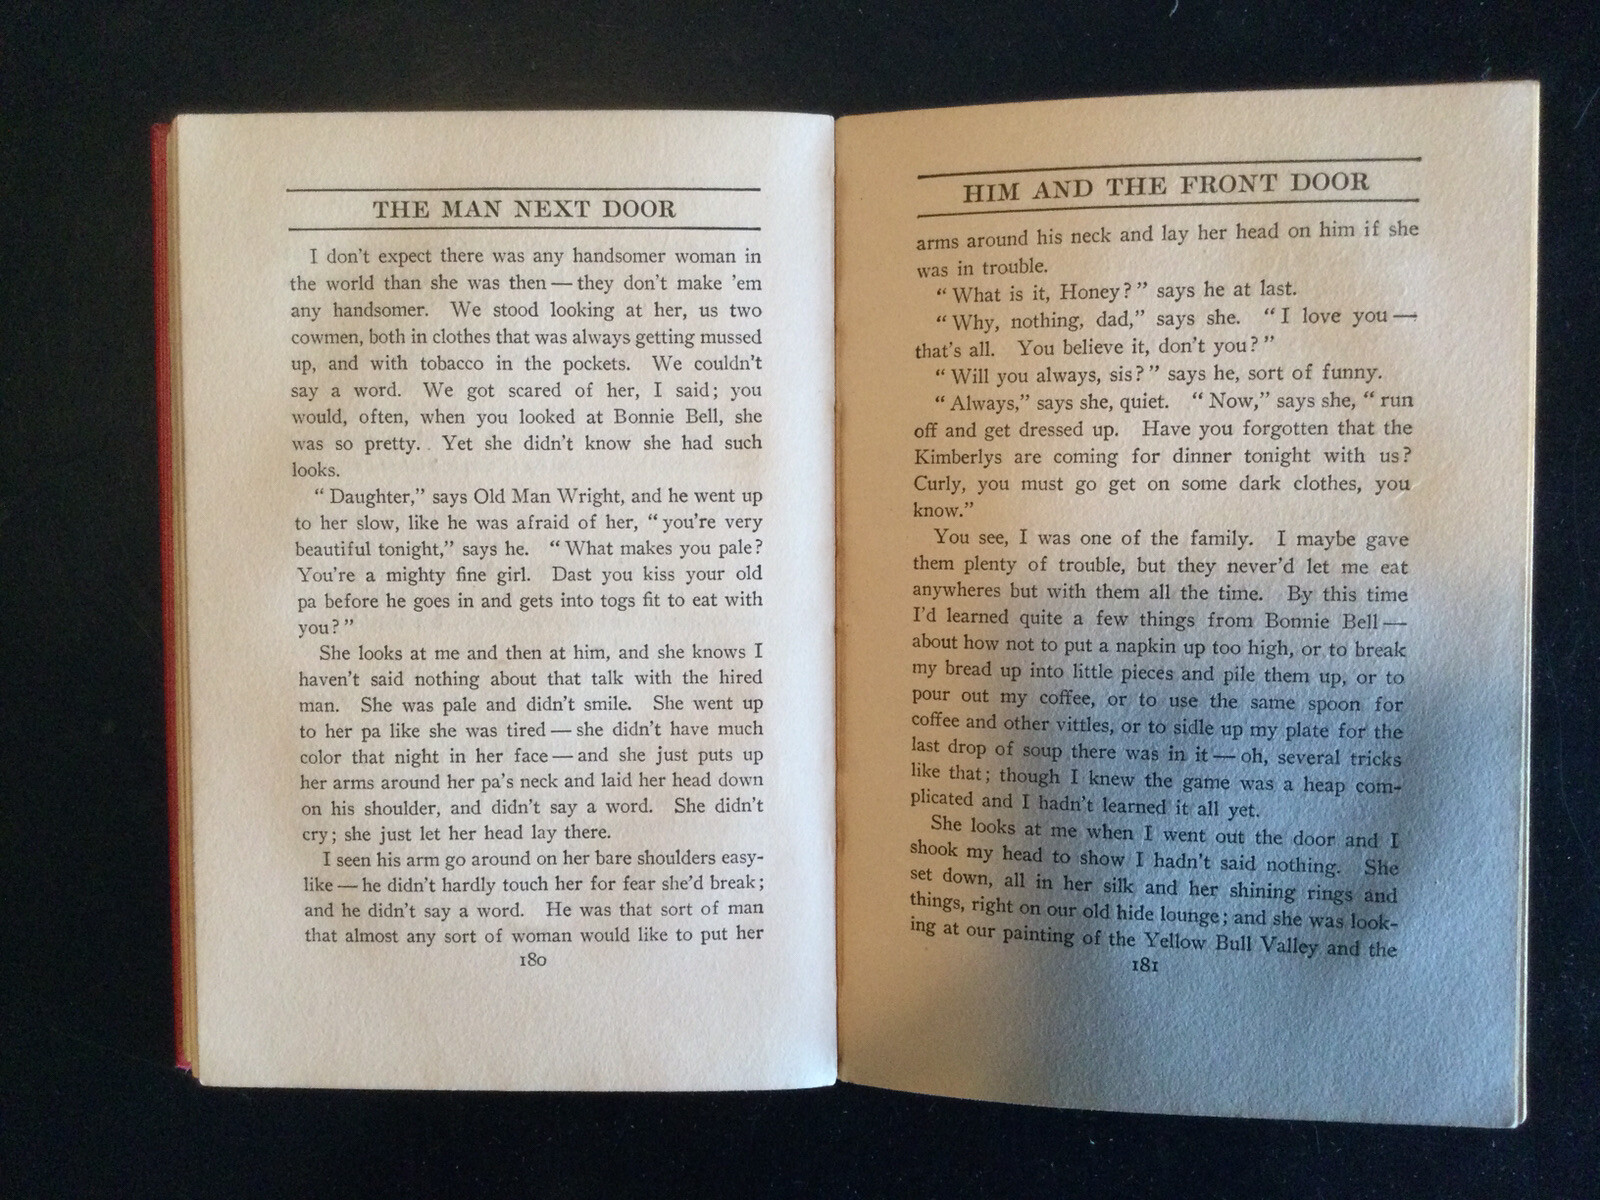 THE MAN NEXT DOOR
I don't expect there was any handsomer woman in
the world than she was then — they don't make 'em
any handsomer. We stood looking at her, us two
cowmen, both in clothes that was always getting mussed
up, and with tobacco in the pockets. We couldn't
say a word. We got scared of her, I said; you
would, often, when you looked at Bonnie Bell, she
was so pretty. Yet she didn't know she had such
looks.
“ Daughter,” says Old Man Wright, and he went up
to her slow, like he was afraid of her, “ you're very
beautiful tonight,” says he. “ What makes you pale?
You're a mighty fine girl. Dast you kiss your old
pa before he goes in and gets into togs fit to eat with
you? ”
She looks at me and then at him, and she knows I
haven't said nothing about that talk with the hired
man. She was pale and didn't smile. She went up
to her pa like she was tired — she didn't have much
color that night in her face — and she just puts up
her arms around her pa's neck and laid her head down
on his shoulder, and didn't say a word. She didn't
cry; she just let her head lay there.
I seen his arm go around on her bare shoulders easy-
like — he didn't hardly touch her for fear she'd break;
and he didn't say a word. He was that sort of man
that almost any sort of woman would like to put her
180
HIM AND THE FRONT DOOR
arms around his neck and lay her head on him if she
was in trouble.
“ What is it, Honey? ” says he at last.
“ Why, nothing, dad,” says she. “ I love you —
that's all. You believe it, don't you? ”
“ Will you always, sis? ” says he, sort of funny.
“ Always,” says she, quiet. “ Now,” says she, “ run
off and get dressed up. Have you forgotten that the
Kimberlys are coming for dinner tonight with us?
Curly, you must go get on some dark clothes, you
know.”
You see, I was one of the family. I maybe gave
them plenty of trouble, but they never'd let me eat
anywheres but with them all the time. By this time
I'd learned quite a few things from Bonnie Bell —
about how not to put a napkin up too high, or to break
my bread up into little pieces and pile them up, or to
pour out my coffee, or to use the same spoon for
coffee and other vittles, or to sidle up my plate for the
last drop of soup there was in it — oh, several tricks
like that; though I knew the game was a heap com-
plicated and I hadn't learned it all yet.
She looks at me when I went out the door and I
shook my head to show I hadn't said nothing. She
set down, all in her silk and her shining rings and
things, right on our old hide lounge; and she was look-
ing at our painting of the Yellow Bull Valley and the
181